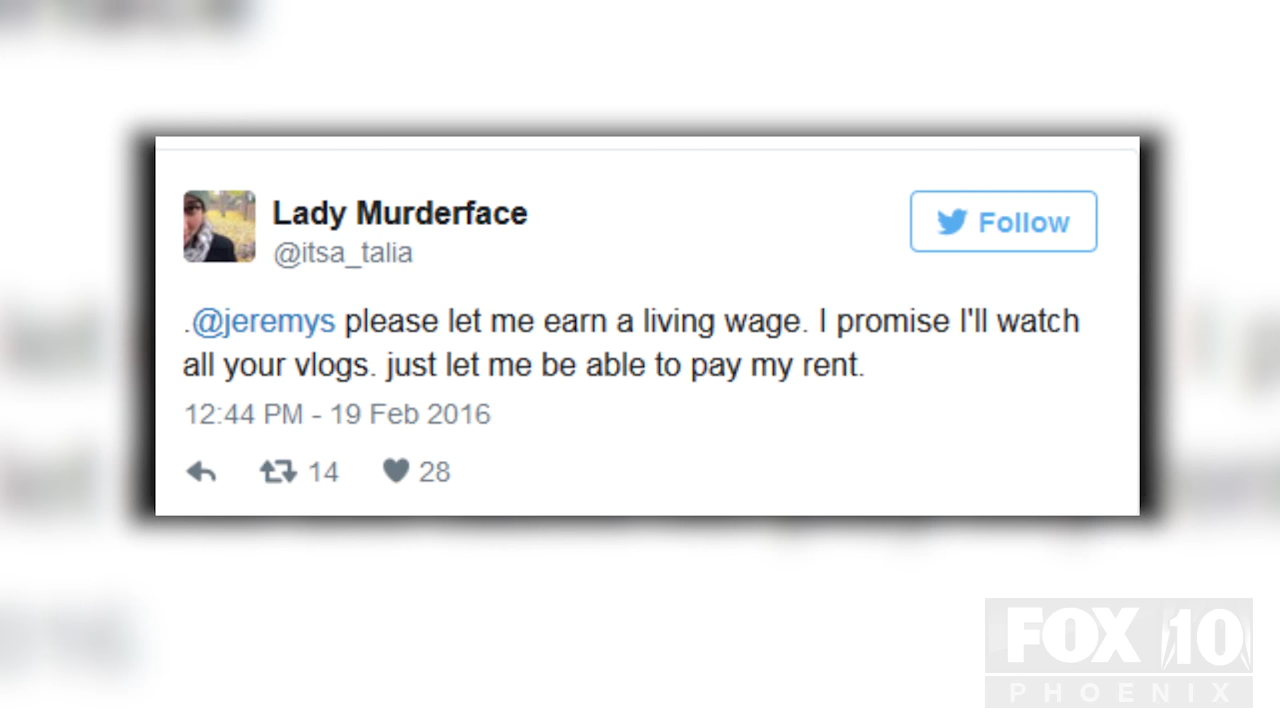 Lady Murderface
@itsa_talia
Follow
.@jeremys please let me earn a living wage. I promise I'll watch
all your vlogs. just let me be able to pay my rent.
12:44 PM - 19 Feb 2016
14 28
FOX 10
PHOENIX